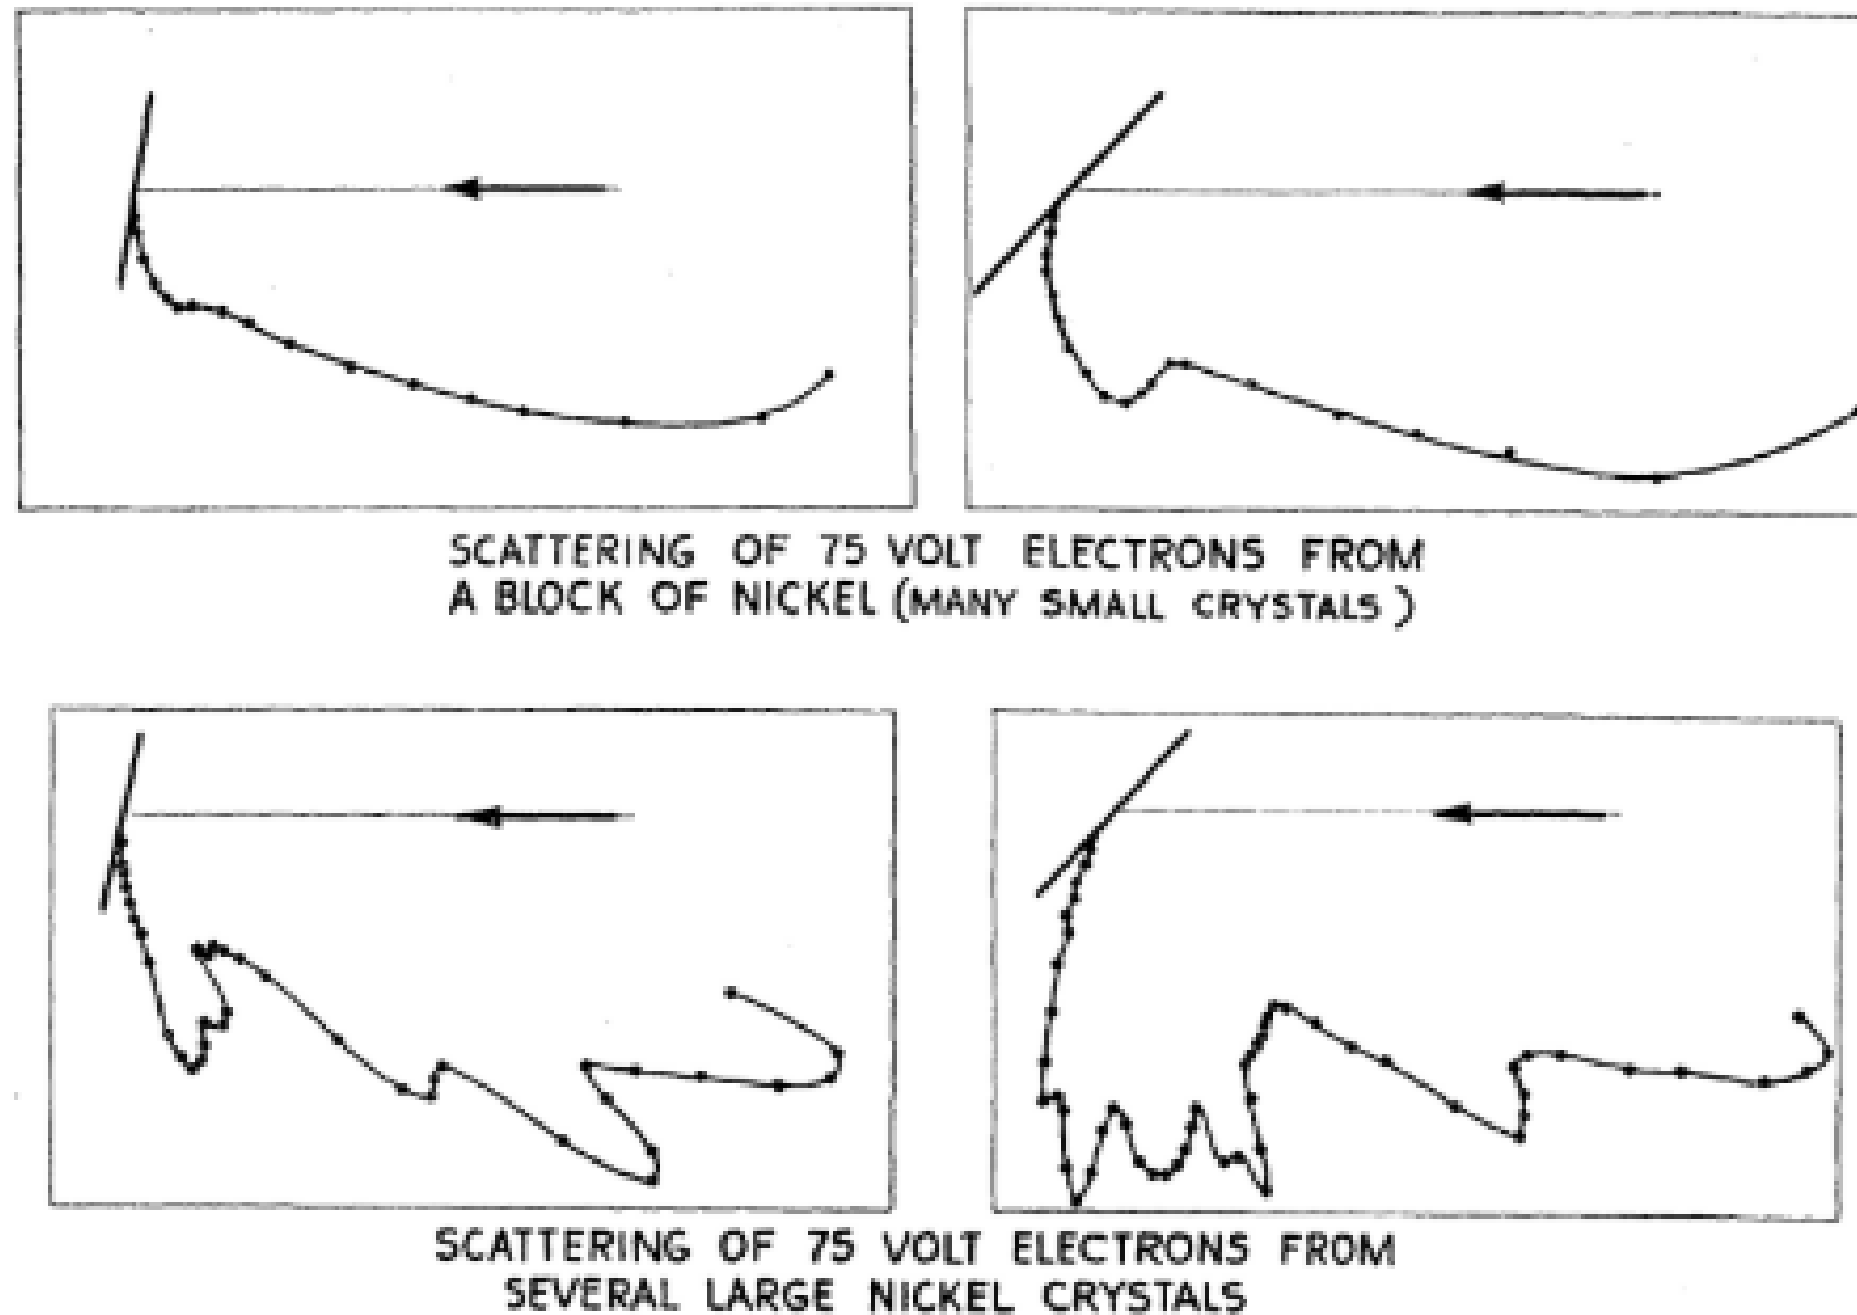 SCATTERING OF 75 VOLT ELECTRONS FROM
A BLOCK OF NICKEL (MANY SMALL CRYSTALS)
SCATTERING OF 75 VOLT ELECTRONS FROM
SEVERAL LARGE NICKEL CRYSTALS